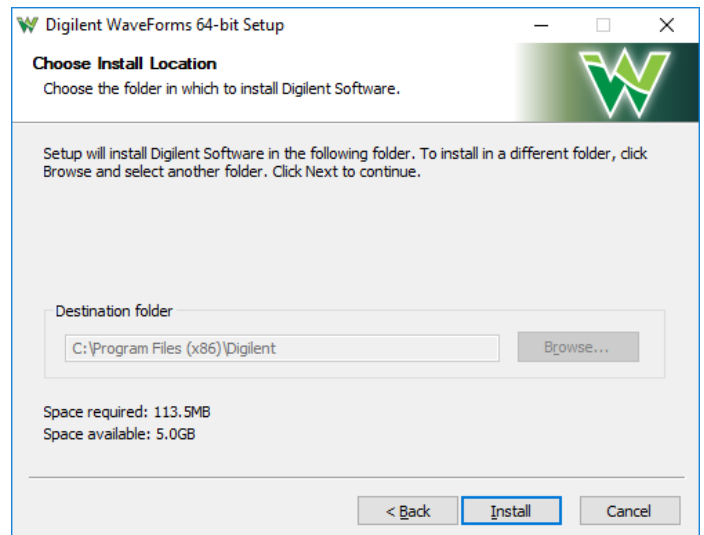 Digilent WaveForms 64-bit Setup
Choose Install Location
Choose the folder in which to install Digilent Software.
Setup will install Digilent Software in the following folder. To install in a different folder, click
Browse and select another folder. Click Next to continue.
Destination folder
C:\Program Files (x86)\Digilent
Browse...
Space required: 113.5MB
Space available: 5.0GB
< Back
Install
Cancel